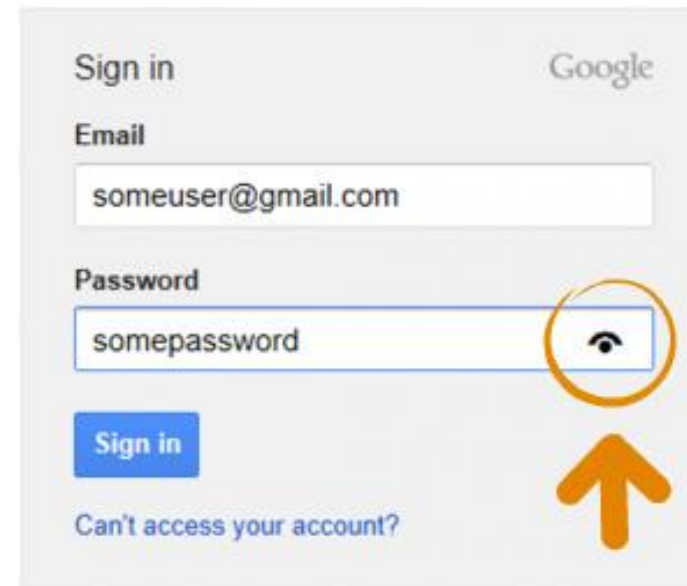 Sign in Google
Email
someuser@gmail.com
Password
somepassword
Sign in
Can't access your account?